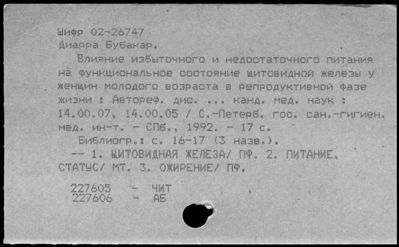 Шифр 02-26747
Диарра Бубакар.
Влияние избыточного и недостаточного питания
на функциональное состояние щитовидной железы у
женщин молодого возраста в репродуктивной фазе
жизни : Автореф. дис. ... канд. мед. наук :
14.00.07, 14.00.05 / С.-Петерб. гос. сан.-гигиен.
мед. ин-т. - СПб., 1992. - 17 с.
Библиогр.: с. 16-17 (3 назв.).
-- 1. ЩИТОВИДНАЯ ЖЕЛЕЗА/ ПФ. 2. ПИТАНИЕ,
СТАТУС/ МТ. 3. ОЖИРЕНИЕ/ ПФ.
227605 - ЧИТ
227606 - АБ